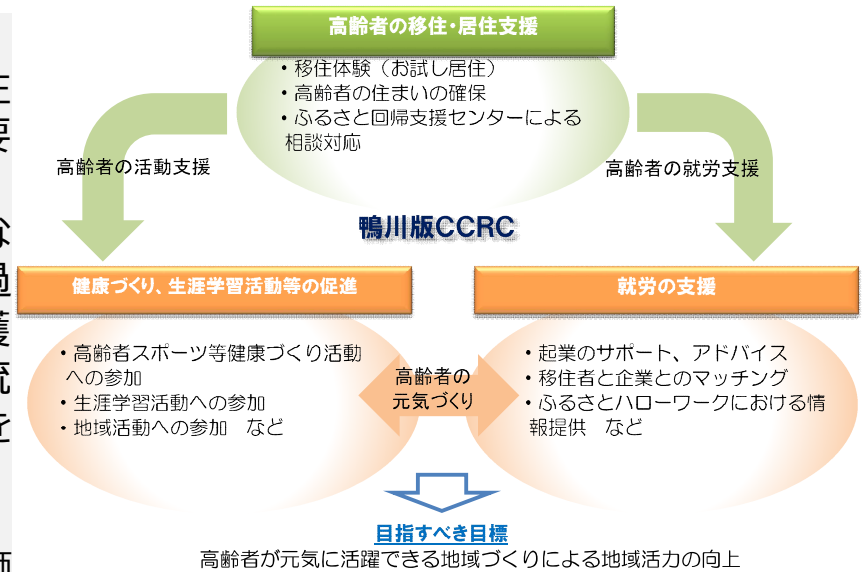 高齢者の移住・居住支援
・移住体験（お試し居住）
・高齢者の住まいの確保
・ふるさと回帰支援センターによる
相談対応
高齢者の活動支援
高齢者の就労支援
鴨川版CCRC
健康づくり、生涯学習活動等の促進
・高齢者スポーツ等健康づくり活動
への参加
・生涯学習活動への参加
・地域活動への参加　など
高齢者の
元気づくり
就労の支援
・起業のサポート、アドバイス
・移住者と企業とのマッチング
・ふるさとハローワークにおける情
報提供　など
目指すべき目標
高齢者が元気に活躍できる地域づくりによる地域活力の向上